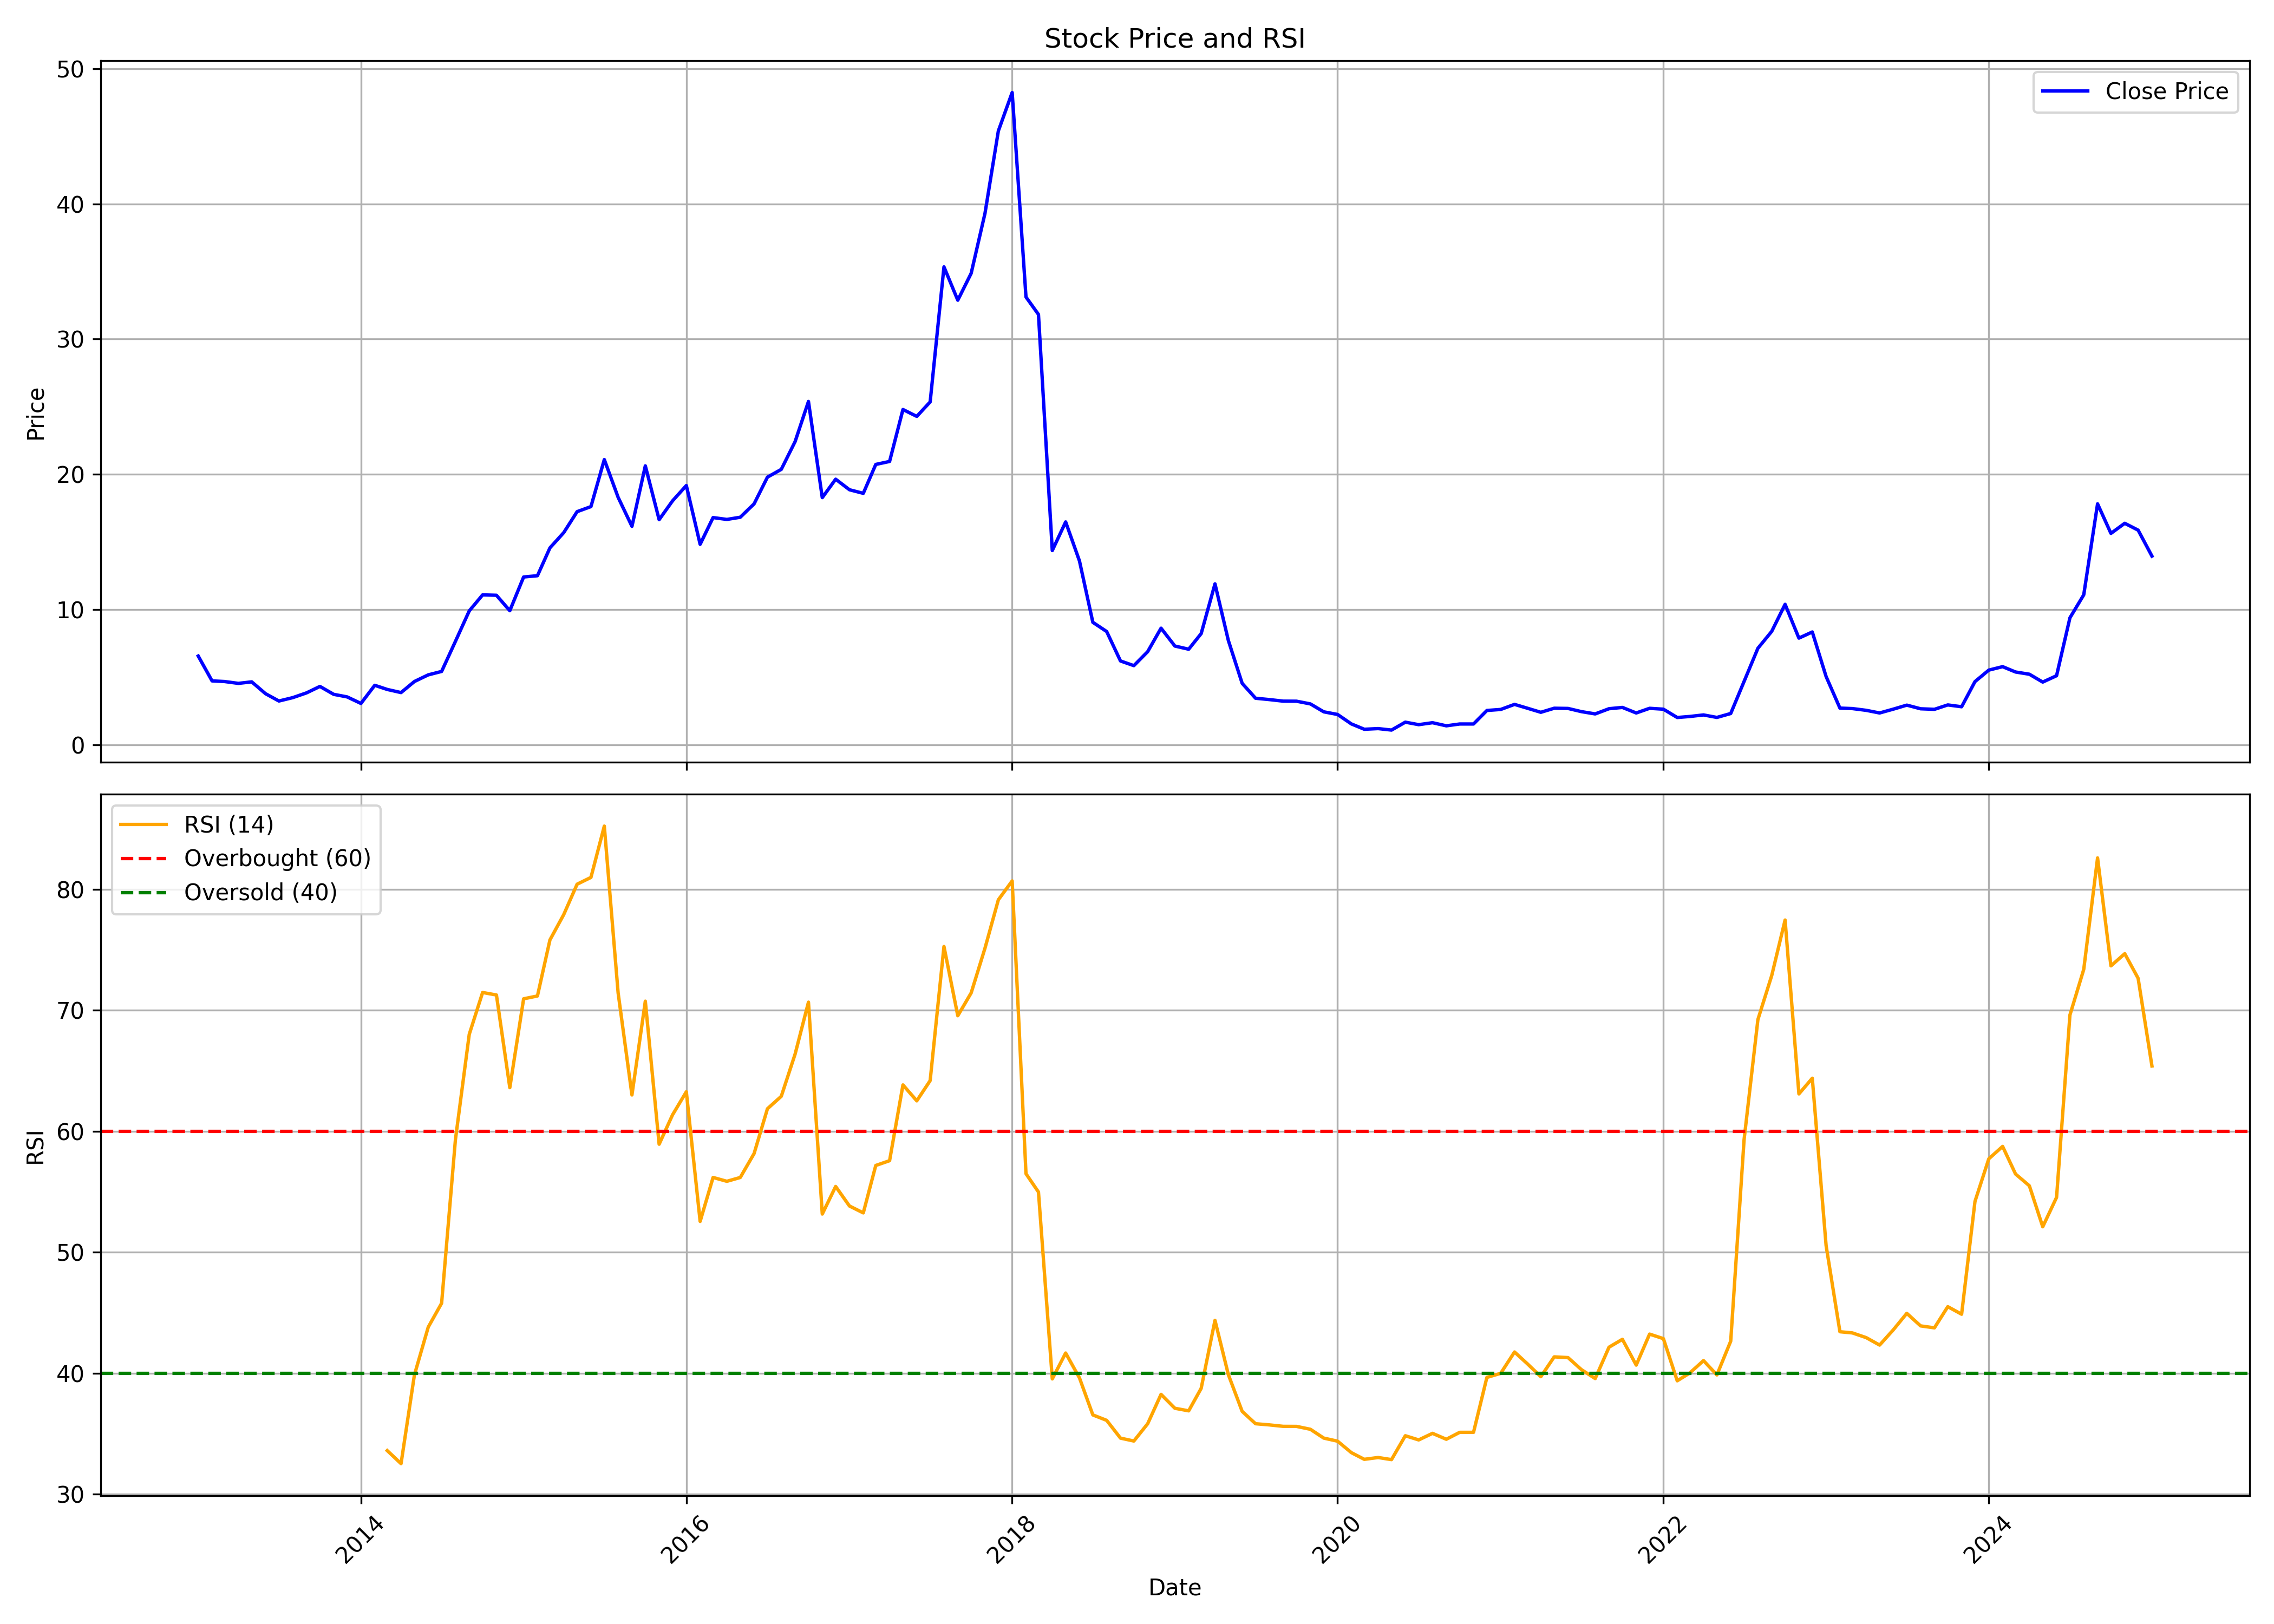 Stock Price and RSI
50
40
30
20
10
0
Price
Close Price
RSI (14)
Overbought (60)
Oversold (40)
80
70
60
50
40
30
RSI
2014
2016
2018
2020
2022
2024
Date